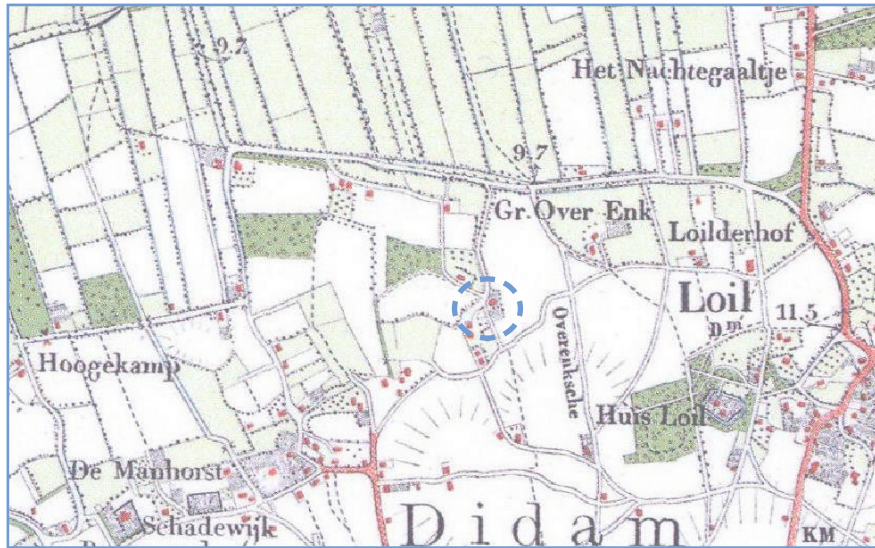 9.7
Het Nachtegaaltje
9.7
Gr. Over Enk
Loilderhof
Loil
Dm
11.5
Overenksche
Hoogekamp
Huis Loil
De Manhorst
Schadewijk
Didam
KM